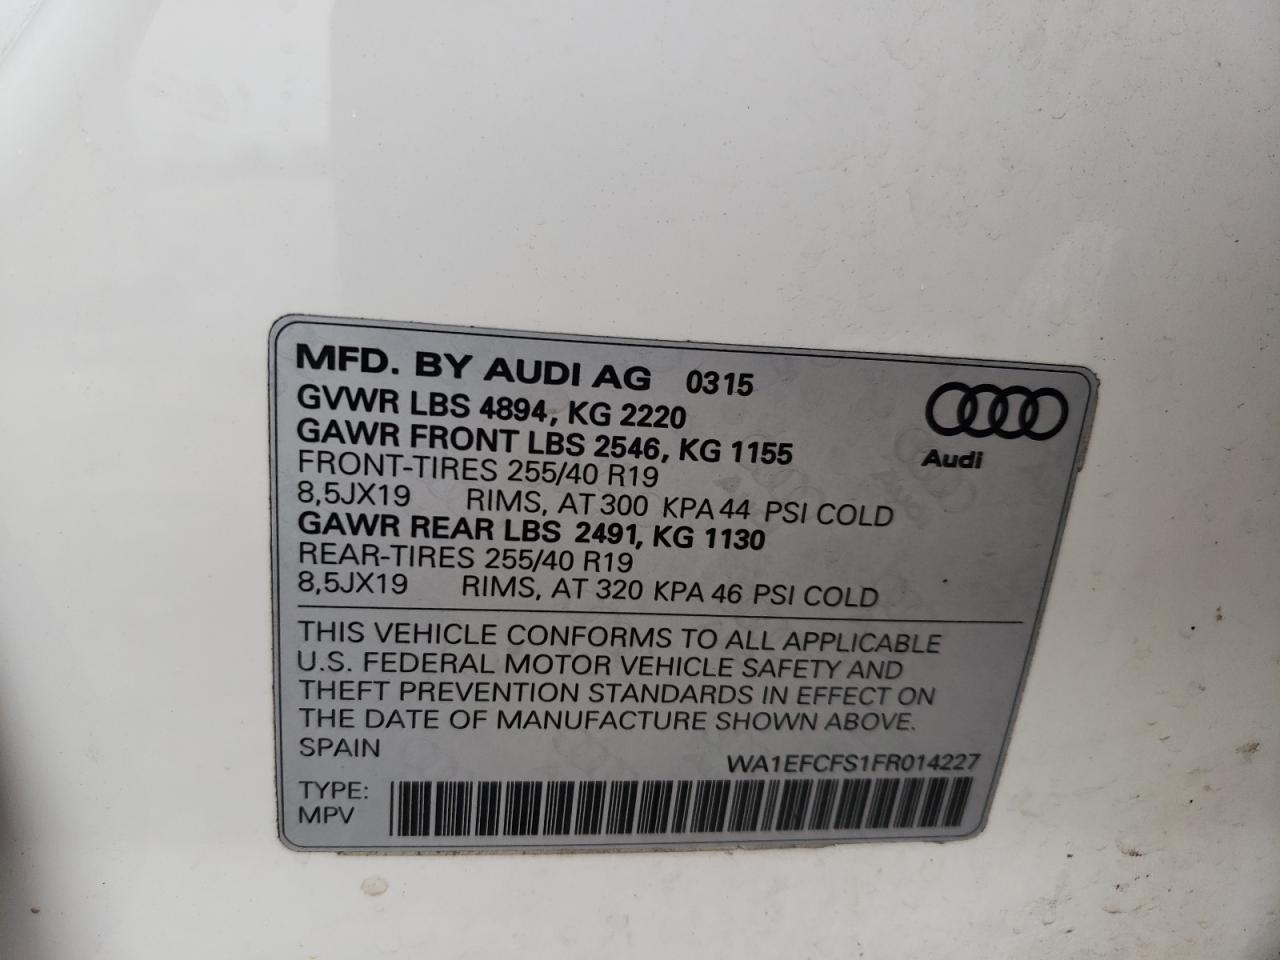 MFD. BY AUDI AG 0315
GVWR LBS 4894, KG 2220
GAWR FRONT LBS 2546, KG 1155
FRONT-TIRES 255/40 R19
8,5JX19 RIMS, AT 300 KPA 44 PSI COLD
GAWR REAR LBS 2491, KG 1130
REAR-TIRES 255/40 R19
8,5JX19 RIMS, AT 320 KPA 46 PSI COLD
Audi
THIS VEHICLE CONFORMS TO ALL APPLICABLE
U.S. FEDERAL MOTOR VEHICLE SAFETY AND
THEFT PREVENTION STANDARDS IN EFFECT ON
THE DATE OF MANUFACTURE SHOWN ABOVE.
SPAIN WA1EFCFS1FR014227
TYPE:
MPV